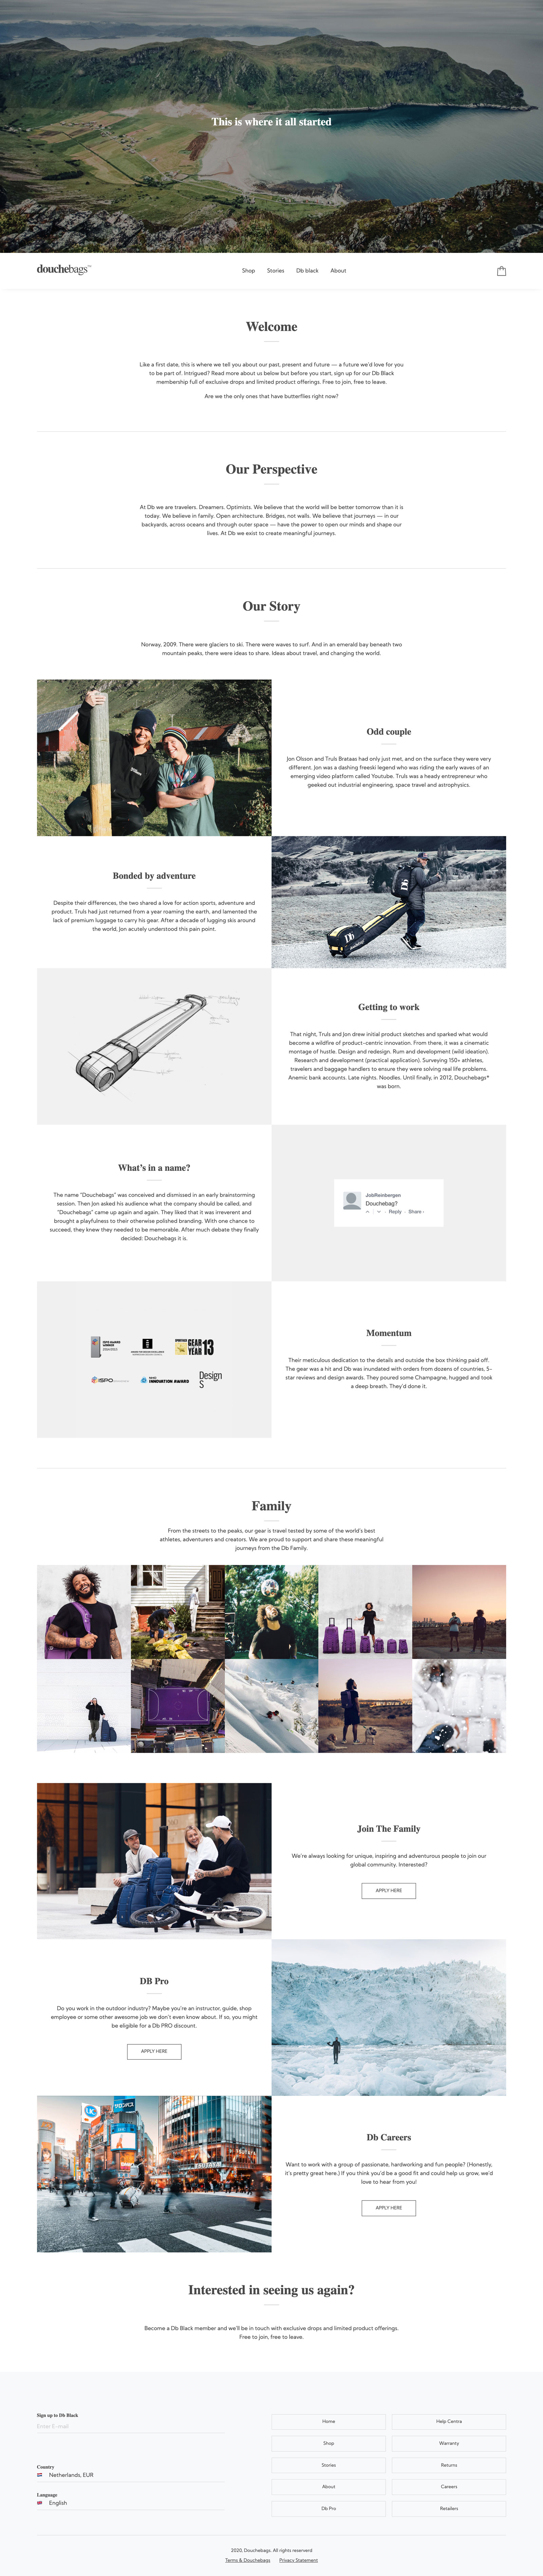 This is where it all started
douchebags™
Shop Stories Db black About
Welcome
Like a first date, this is where we tell you about our past, present and future — a future we'd love for you
to be part of. Intrigued? Read more about us below but before you start, sign up for our Db Black
membership full of exclusive drops and limited product offerings. Free to join, free to leave.
Are we the only ones that have butterflies right now?
Our Perspective
At Db we are travelers. Dreamers. Optimists. We believe that the world will be better tomorrow than it is
today. We believe in family. Open architecture. Bridges, not walls. We believe that journeys — in our
backyards, across oceans and through outer space — have the power to open our minds and shape our
lives. At Db we exist to create meaningful journeys.
Our Story
Norway, 2009. There were glaciers to ski. There were waves to surf. And in an emerald bay beneath two
mountain peaks, there were ideas to share. Ideas about travel, and changing the world.
Odd couple
Jon Olsson and Truls Brataas had only just met, and on the surface they were very
different. Jon was a dashing freeski legend who was riding the early waves of an
emerging video platform called Youtube. Truls was a heady entrepreneur who
geeked out industrial engineering, space travel and astrophysics.
Bonded by adventure
Despite their differences, the two shared a love for action sports, adventure and
product. Truls had just returned from a year roaming the earth, and lamented the
lack of premium luggage to carry his gear. After a decade of lugging skis around
the world, Jon acutely understood this pain point.
Db
Db
Getting to work
That night, Truls and Jon drew initial product sketches and sparked what would
become a wildfire of product-centric innovation. From there, it was a cinematic
montage of hustle. Design and redesign. Rum and development (wild ideation).
Research and development (practical application). Surveying 150+ athletes,
travelers and baggage handlers to ensure they were solving real life problems.
Anemic bank accounts. Late nights. Noodles. Until finally, in 2012, Douchebags®
was born.
What's in a name?
The name "Douchebags" was conceived and dismissed in an early brainstorming
session. Then Jon asked his audience what the company should be called, and
"Douchebags" came up again and again. They liked that it was irreverent and
brought a playfulness to their otherwise polished branding. With one chance to
succeed, they knew they needed to be memorable. After much debate they finally
decided: Douchebags it is.
JobReinbergen
Douchebag?
Reply · Share ›
ISPO AWARD
WINNER
2014/2015
GEAR
YEAR 13
ISPO
INNOVATION AWARD
Design
S
Momentum
Their meticulous dedication to the details and outside the box thinking paid off.
The gear was a hit and Db was inundated with orders from dozens of countries, 5-
star reviews and design awards. They poured some Champagne, hugged and took
a deep breath. They'd done it.
Family
From the streets to the peaks, our gear is travel tested by some of the world's best
athletes, adventurers and creators. We are proud to support and share these meaningful
journeys from the Db Family.
Join The Family
We're always looking for unique, inspiring and adventurous people to join our
global community. Interested?
APPLY HERE
DB Pro
Do you work in the outdoor industry? Maybe you're an instructor, guide, shop
employee or some other awesome job we don't even know about. If so, you might
be eligible for a Db PRO discount.
APPLY HERE
Db Careers
Want to work with a group of passionate, hardworking and fun people? (Honestly,
it's pretty great here.) If you think you'd be a good fit and could help us grow, we'd
love to hear from you!
APPLY HERE
Interested in seeing us again?
Become a Db Black member and we'll be in touch with exclusive drops and limited product offerings.
Free to join, free to leave.
Sign up to Db Black
Enter E-mail
Country
Netherlands, EUR
Language
English
Home
Help Centra
Shop
Warranty
Stories
Returns
About
Careers
Db Pro
Retailers
2020, Douchebags. All rights reserverd
Terms & Douchebags Privacy Statement